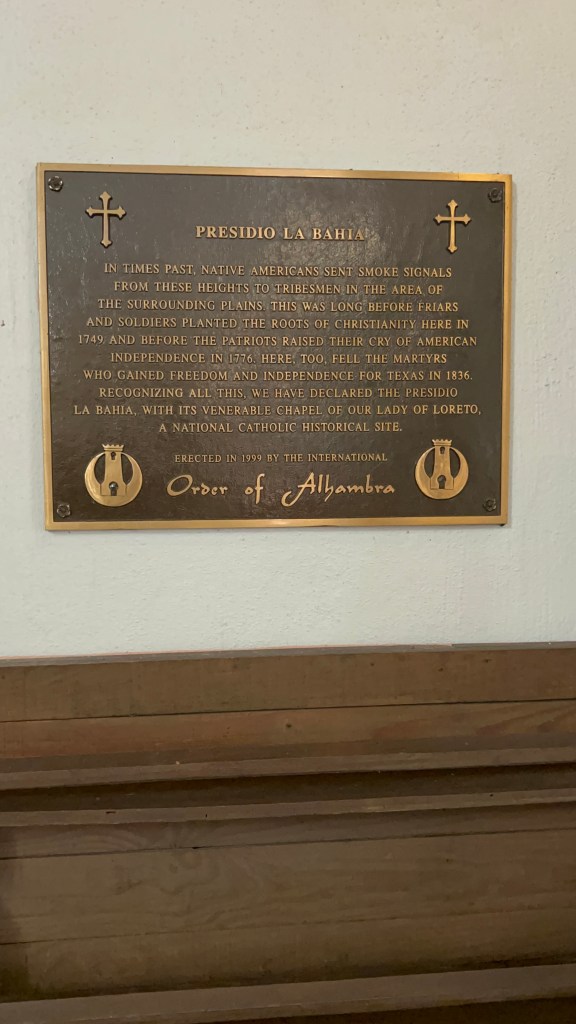 PRESIDIO LA BAHIA
IN TIMES PAST, NATIVE AMERICANS SENT SMOKE SIGNALS
FROM THESE HEIGHTS TO TRIBESMEN IN THE AREA OF
THE SURROUNDING PLAINS. THIS WAS LONG BEFORE FRIARS
AND SOLDIERS PLANTED THE ROOTS OF CHRISTIANITY HERE IN
1749, AND BEFORE THE PATRIOTS RAISED THEIR CRY OF AMERICAN
INDEPENDENCE IN 1776. HERE, TOO, FELL THE MARTYRS
WHO GAINED FREEDOM AND INDEPENDENCE FOR TEXAS IN 1836.
RECOGNIZING ALL THIS, WE HAVE DECLARED THE PRESIDIO
LA BAHIA, WITH ITS VENERABLE CHAPEL OF OUR LADY OF LORETO,
A NATIONAL CATHOLIC HISTORICAL SITE.
ERECTED IN 1999 BY THE INTERNATIONAL
Order of Alhambra